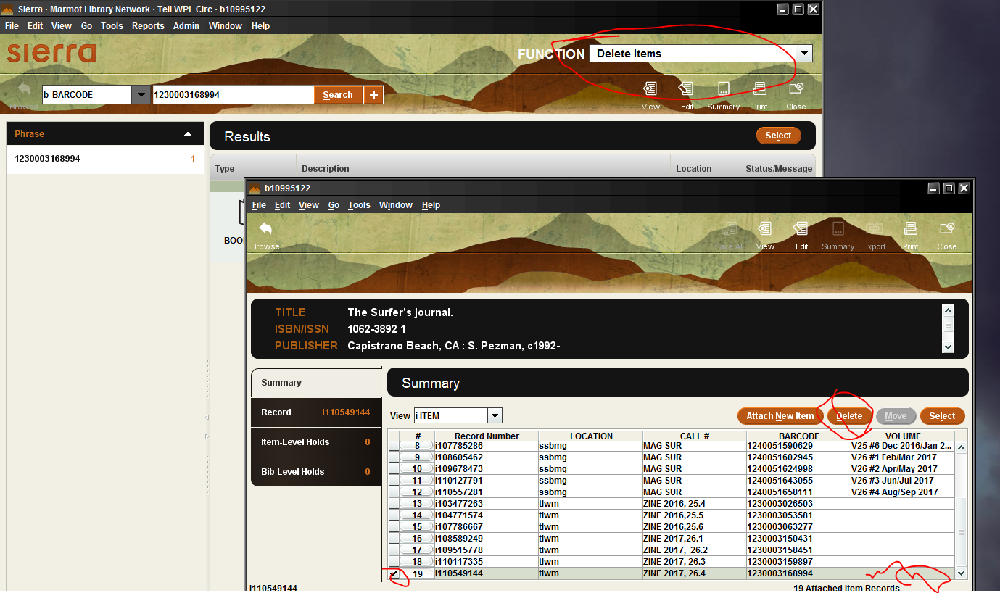 Sierra · Marmot Library Network · Tell WPL Circ · b10995122
File Edit View Go Tools Reports Admin Window Help
sierra
FUNCTION Delete Items
b BARCODE 1230003168994 Search +
Browse View Edit Summary Print Close
Phrase
1230003168994 1
Results Select
Type Description Location Status/Message
BOO
b10995122
File Edit View Go Tools Window Help
Browse Save All View Edit Summary Export Print Close
TITLE The Surfer's journal.
ISBN/ISSN 1062-3892 1
PUBLISHER Capistrano Beach, CA : S. Pezman, c1992-
Summary
Record i110549144
Item-Level Holds 0
Bib-Level Holds 0
Summary
View i ITEM Attach New Item Delete Move Select
# Record Number LOCATION CALL # BARCODE VOLUME
8 i107785286 ssbmg MAG SUR 1240051590629 V25 #6 Dec 2016/Jan 2...
9 i108605462 ssbmg MAG SUR 1240051602945 V26 #1 Feb/Mar 2017
10 i109678473 ssbmg MAG SUR 1240051624998 V26 #2 Apr/May 2017
11 i110127791 ssbmg MAG SUR 1240051643055 V26 #3 Jun/Jul 2017
12 i110557281 ssbmg MAG SUR 1240051658111 V26 #4 Aug/Sep 2017
13 i103477263 tlwm ZINE 2016, 25.4 1230003026503
14 i104771574 tlwm ZINE 2016,25.5 1230003053581
15 i107786667 tlwm ZINE 2016,25.6 1230003063277
16 i108589249 tlwm ZINE 2017,26.1 1230003150431
17 i109515778 tlwm ZINE 2017, 26.2 1230003158451
18 i110117335 tlwm ZINE 2017, 26.3 1230003159897
19 i110549144 tlwm ZINE 2017, 26.4 1230003168994
i110549144 19 Attached Item Records